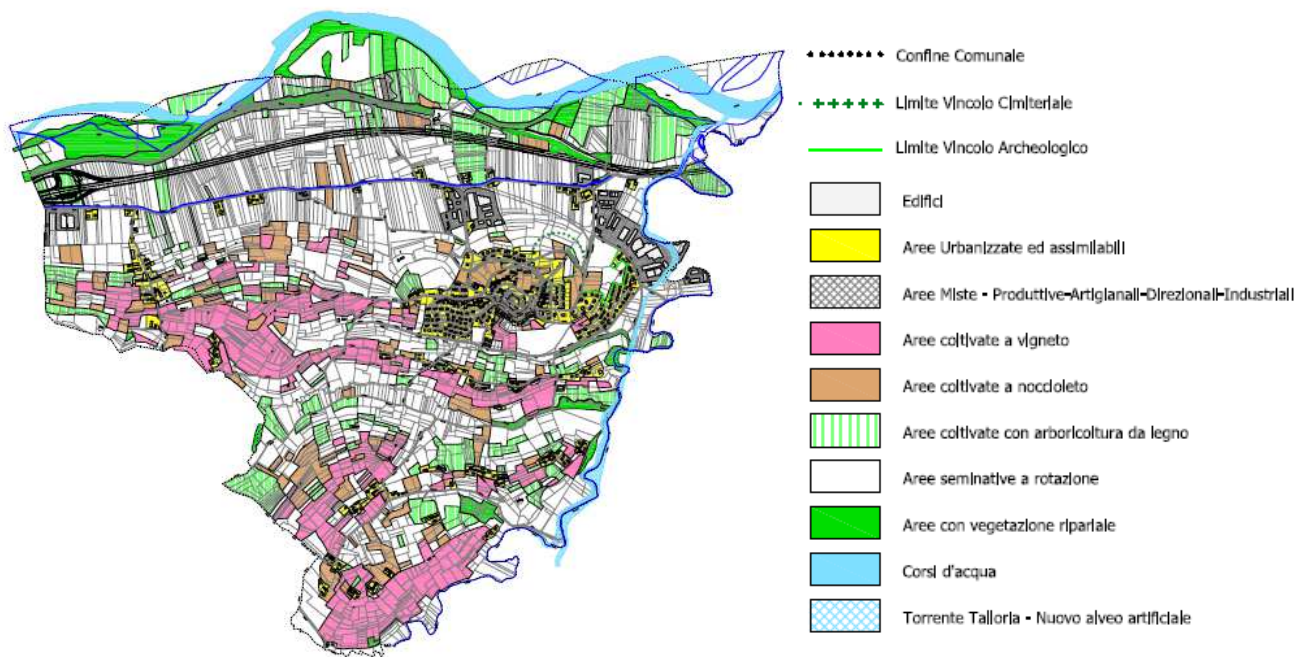 Confine Comunale
Limite Vincolo Cimiteriale
Limite Vincolo Archeologico
Edifici
Aree Urbanizzate ed assimilabili
Aree Miste - Produttive-Artigianali-Direzionali-Industriali
Aree coltivate a vigneto
Aree coltivate a noccioleto
Aree coltivate con arboricoltura da legno
Aree seminative a rotazione
Aree con vegetazione ripariale
Corsi d'acqua
Torrente Talloria - Nuovo alveo artificiale